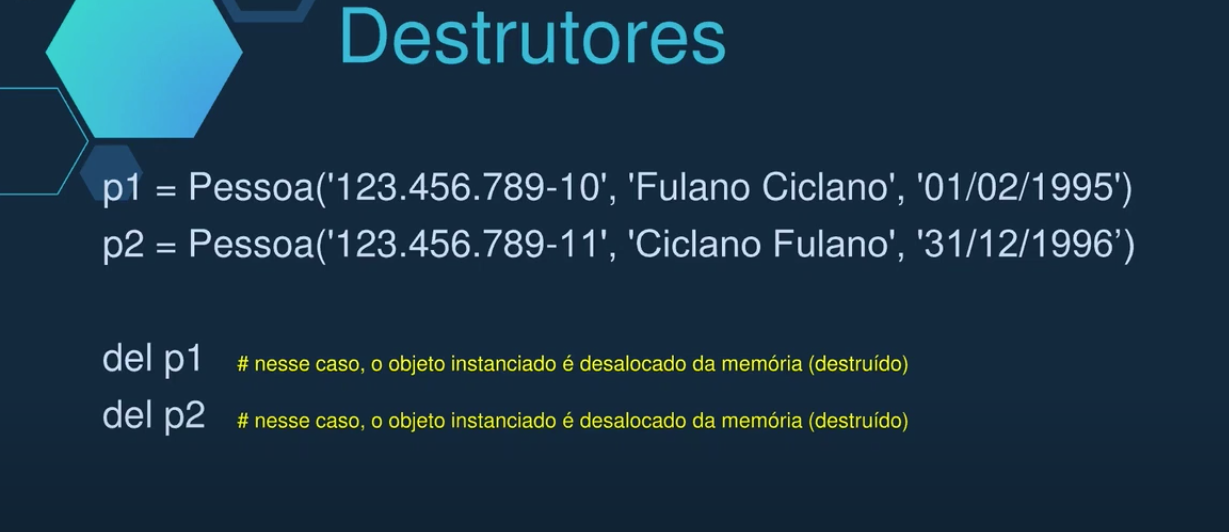 Destrutores
p1 = Pessoa('123.456.789-10', 'Fulano Ciclano', '01/02/1995')
p2 = Pessoa('123.456.789-11', 'Ciclano Fulano', '31/12/1996’)
del p1 # nesse caso, o objeto instanciado é desalocado da memória (destruído)
del p2 # nesse caso, o objeto instanciado é desalocado da memória (destruído)